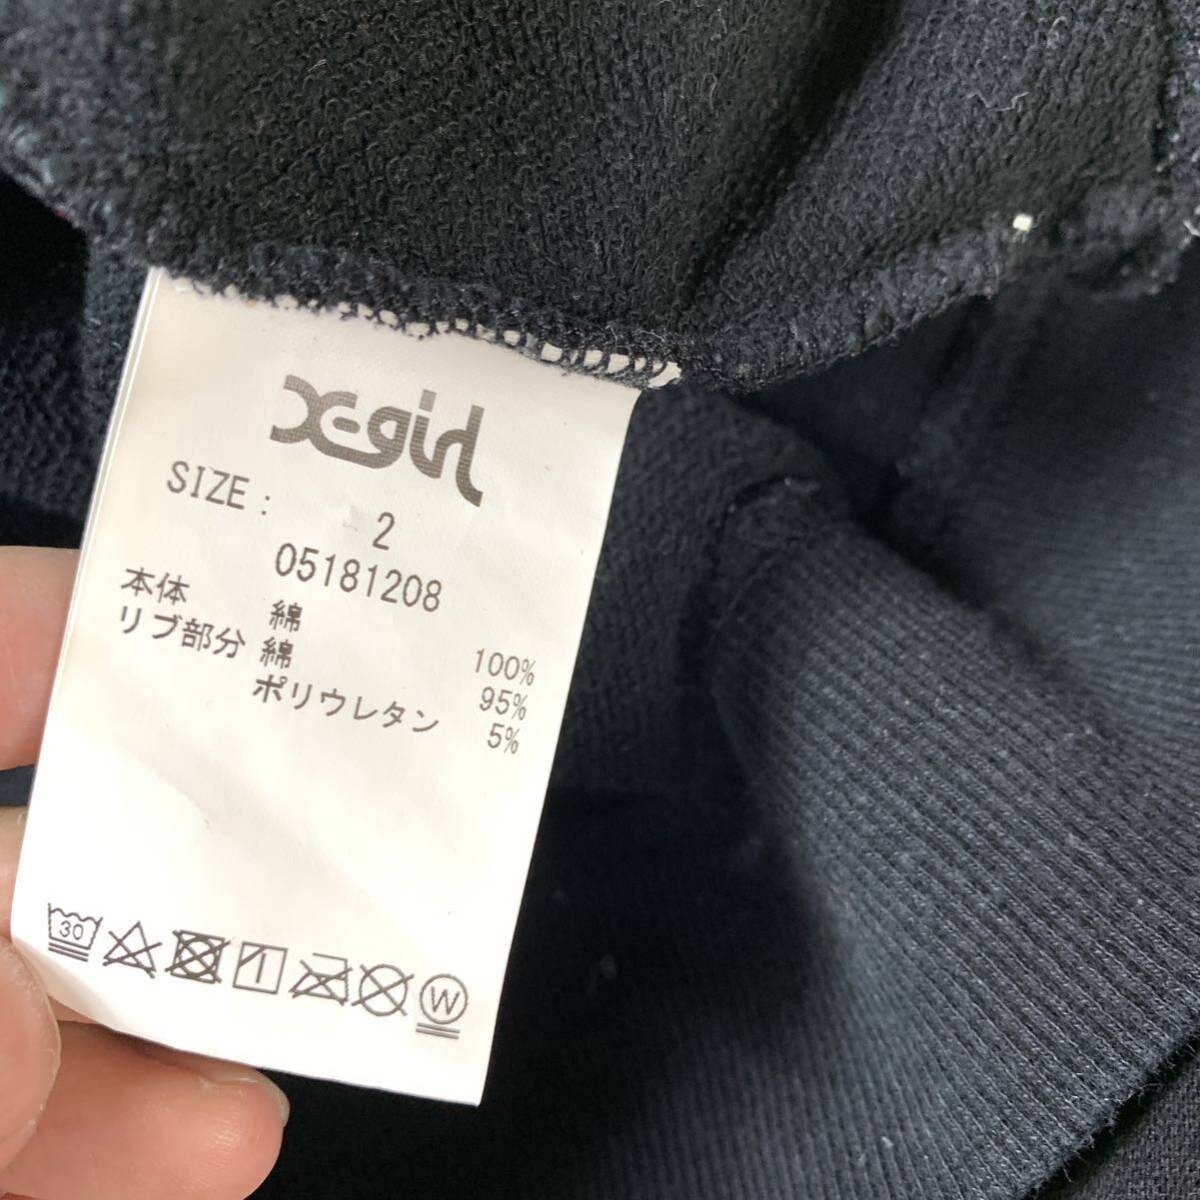 X-girl
SIZE: 2
05181208
本体 綿 100%
リブ部分 綿 95%
ポリウレタン 5%
30
W